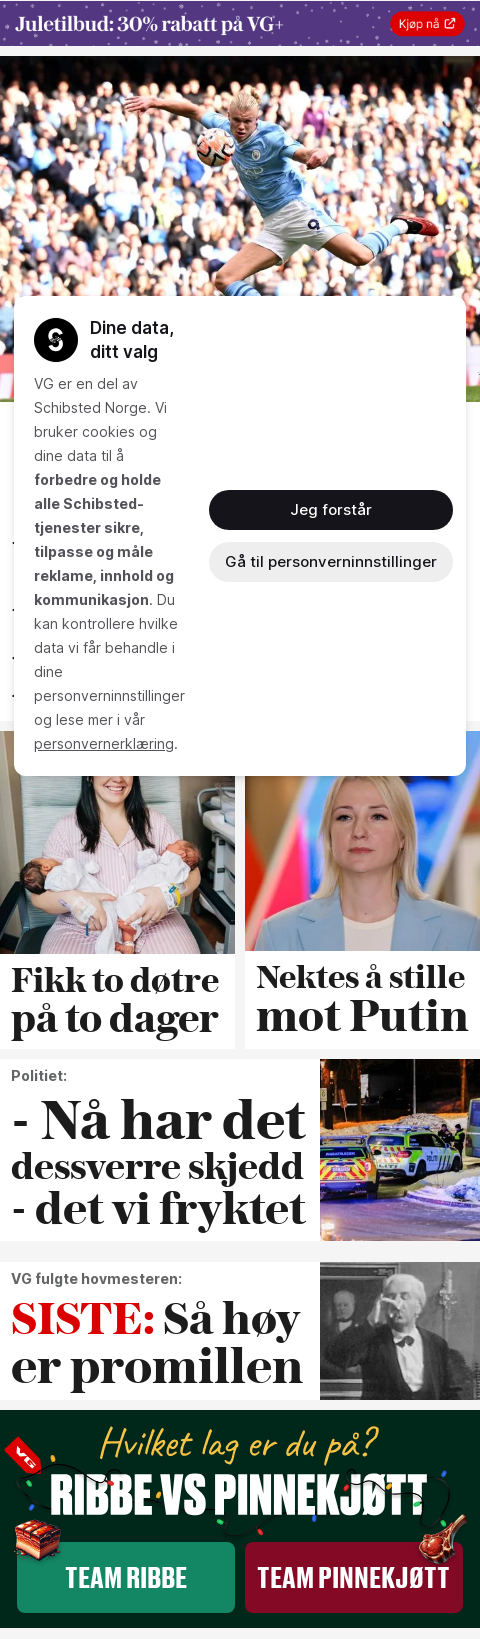 Juletilbud: 30% rabatt på VG+
Kjøp nå
Dine data,
ditt valg
VG er en del av
Schibsted Norge. Vi
bruker cookies og
dine data til å
forbedre og holde
alle Schibsted-
tjenester sikre,
tilpasse og måle
reklame, innhold og
kommunikasjon. Du
kan kontrollere hvilke
data vi får behandle i
dine
personverninnstillinger
og lese mer i vår
personvernerklæring.
Jeg forstår
Gå til personverninnstillinger
Fikk to døtre
på to dager
Nektes å stille
mot Putin
Politiet:
- Nå har det
dessverre skjedd
- det vi fryktet
VG fulgte hovmesteren:
SISTE: Så høy
er promillen
Hvilket lag er du på?
VG
RIBBE VS PINNEKJØTT
TEAM RIBBE
TEAM PINNEKJØTT